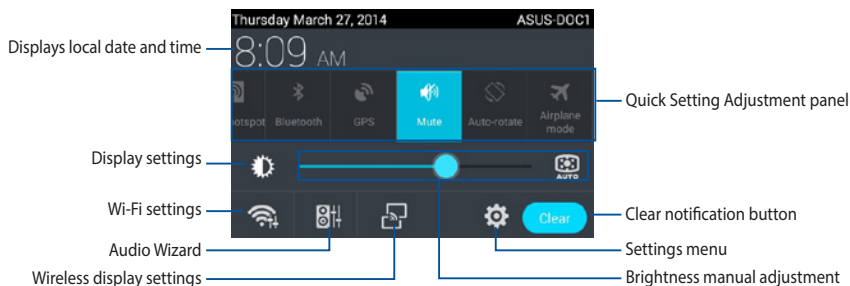 Thursday March 27, 2014 ASUS-DOC1
Displays local date and time
8:09 AM
otspot Bluetooth GPS Mute Auto-rotate Airplane mode
Quick Setting Adjustment panel
Display settings
AUTO
Wi-Fi settings
Clear
Clear notification button
Audio Wizard
Settings menu
Wireless display settings
Brightness manual adjustment